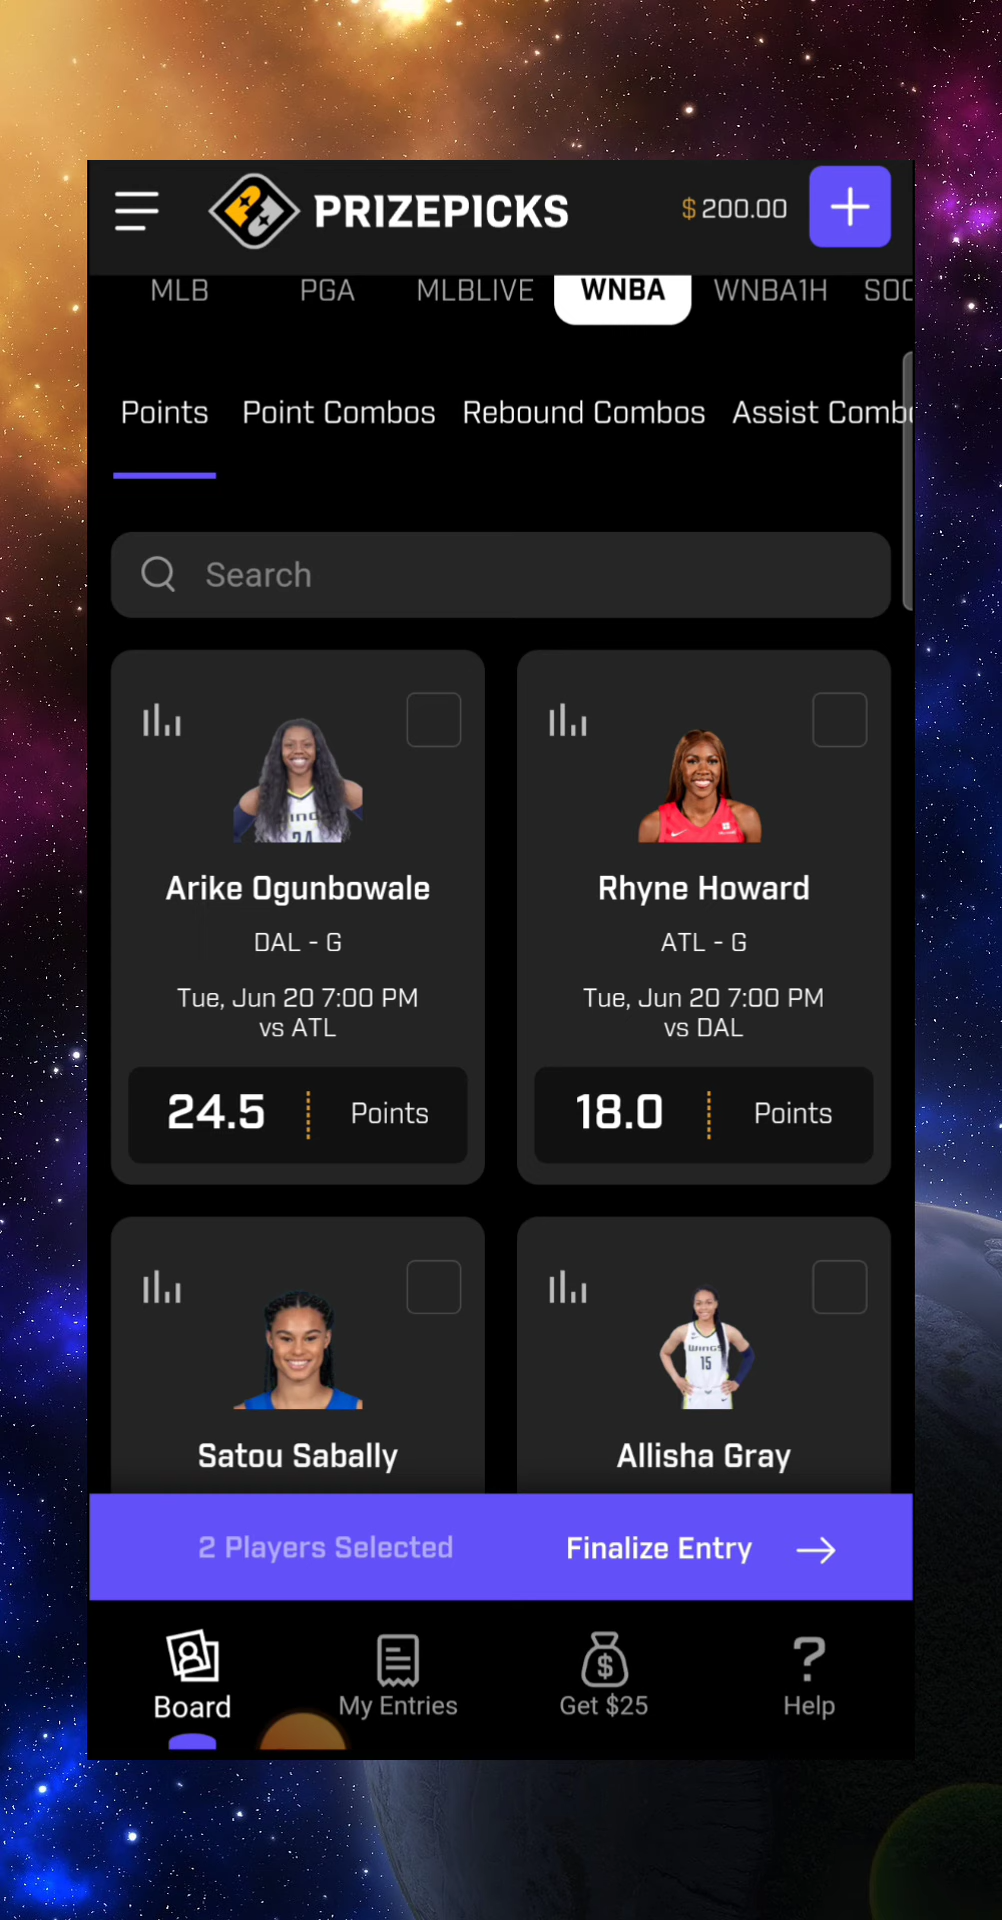 PRIZEPICKS
$ 200.00
MLB
PGA
MLBLIVE
WNBA
WNBA1H
Points
Point Combos
Rebound Combos
Assist
Search
Arike Ogunbowale
DAL - G
Tue, Jun 20 7:00 PM
vs ATL
24.5
Points
Rhyne Howard
ATL - G
Tue, Jun 20 7:00 PM
vs DAL
18.0
Points
Satou Sabally
WINGS
15
Allisha Gray
2 Players Selected
Finalize Entry
Board
My Entries
Get $25
Help